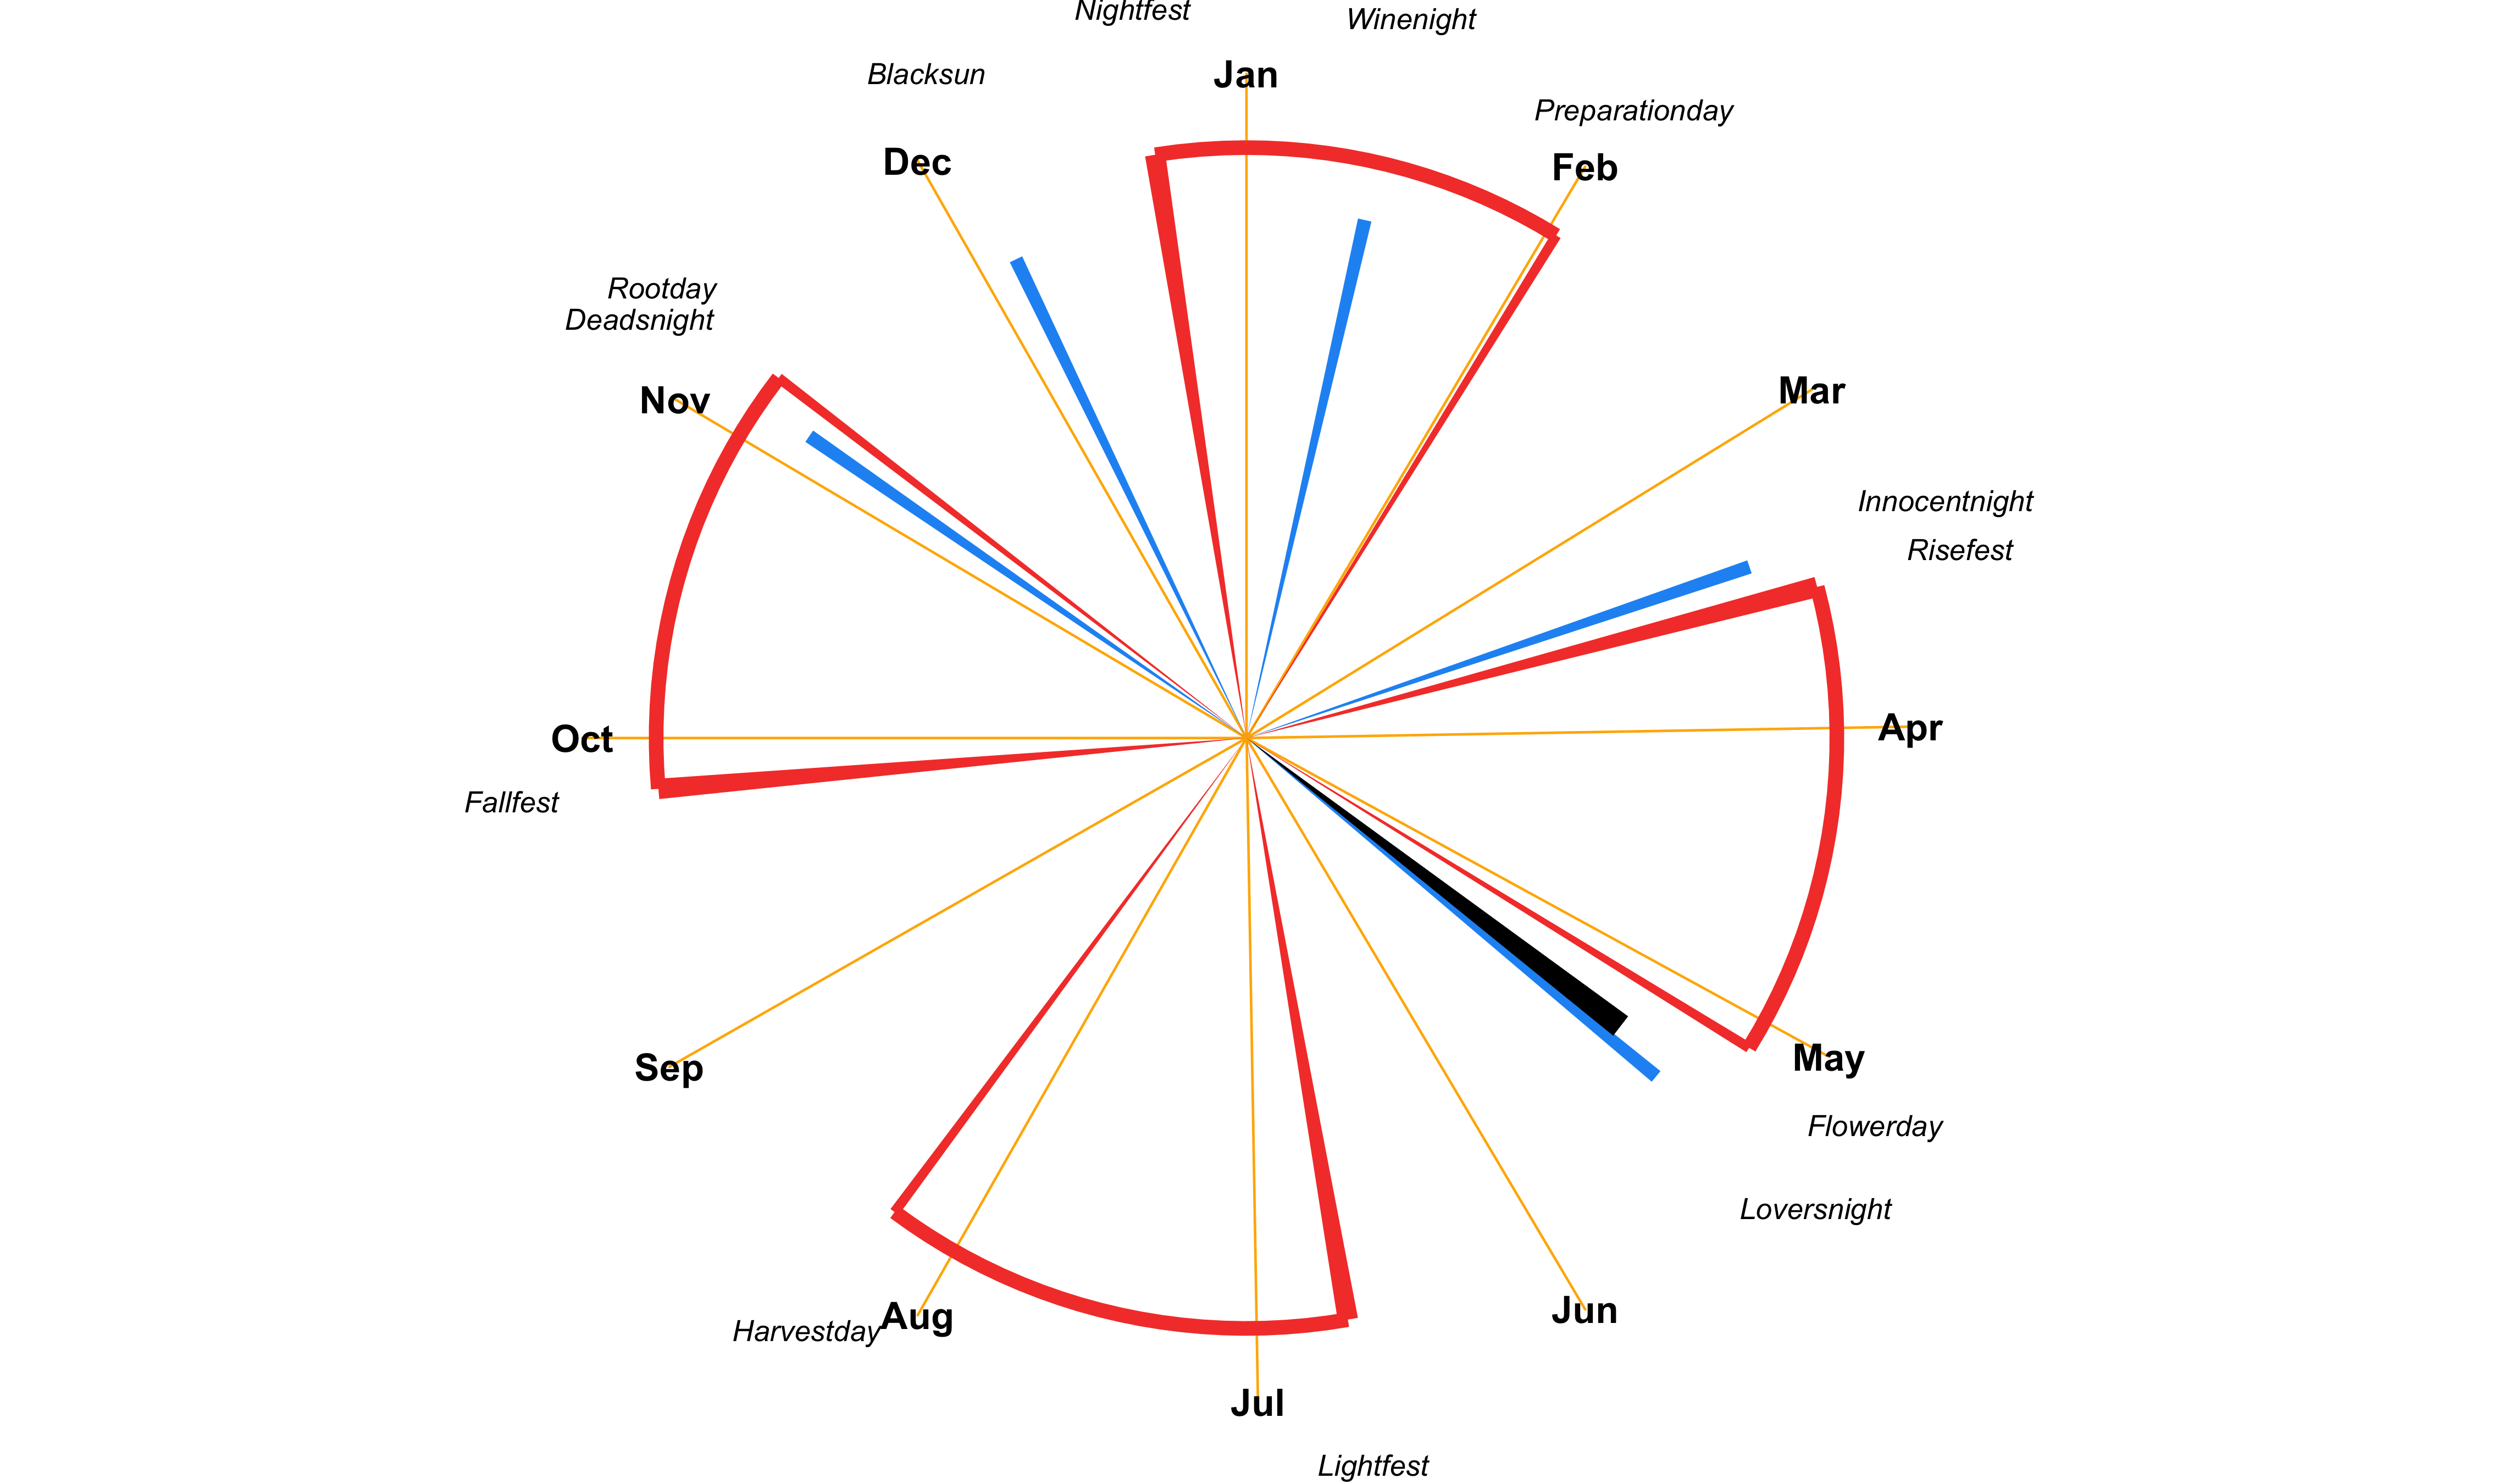 Nightfest
Winenight
Blacksun
Jan
Preparationday
Dec
Feb
Rootday
Deadsnight
Nov
Mar
Innocentnight
Risefest
Oct
Apr
Fallfest
Sep
May
Flowerday
Loversnight
Harvestday
Aug
Jun
Jul
Lightfest